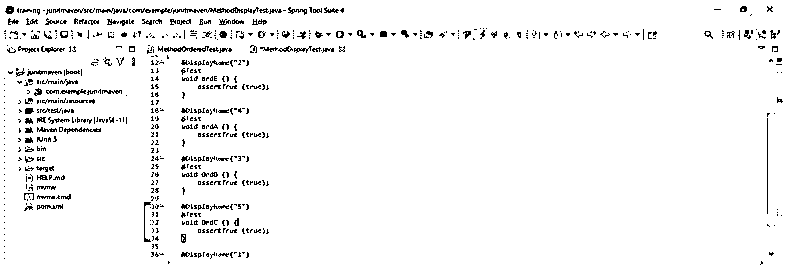 training - junitmaven/src/main/java/com/example/junitmaven/MethodDisplayTest.java - Spring Tool Suite 4
File Edit Source Refactor Navigate Search Project Run Window Help
Project Explorer
MethodOrderedTest.java
*MethodDisplayTest.java
junitmaven [boot]
src/main/java
com.example.junitmaven
src/main/resources
src/test/java
JRE System Library [JavaSE-11]
Maven Dependencies
JUnit 5
bin
src
target
HELP.md
mvnw
mvnw.cmd
pom.xml
12 @DisplayName("2")
13 @Test
14 void ordE () {
15 assertTrue (true);
16 }
17
18 @DisplayName("4")
19 @Test
20 void ordA () {
21 assertTrue (true);
22 }
23
24 @DisplayName("3")
25 @Test
26 void OrdD () {
27 assertTrue (true);
28 }
29
30 @DisplayName("5")
31 @Test
32 void OrdC () {
33 assertTrue (true);
34 }
35
36 @DisplayName("1")